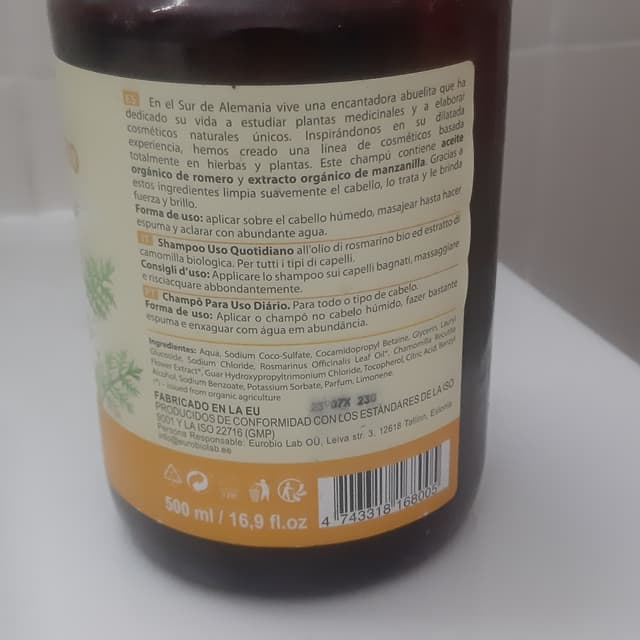 ES En el Sur de Alemania vive una encantadora abuelita que ha
dedicado su vida a estudiar plantas medicinales y a elaborar
cosméticos naturales únicos. Inspirándonos en su dilatada
experiencia, hemos creado una línea de cosméticos basada
totalmente en hierbas y plantas. Este champú contiene aceite
orgánico de romero y extracto orgánico de manzanilla. Gracias a
estos ingredientes limpia suavemente el cabello, lo trata y le brinda
fuerza y brillo.
Forma de uso: aplicar sobre el cabello húmedo, masajear hasta hacer
espuma y aclarar con abundante agua.
IT Shampoo Uso Quotidiano all'olio di rosmarino bio ed estratto di
camomilla biologica. Per tutti i tipi di capelli.
Consigli d'uso: Applicare lo shampoo sui capelli bagnati, massaggiare
e risciacquare abbondantemente.
PT Champô Para Uso Diário. Para todo o tipo de cabelo.
Forma de uso: Aplicar o champô no cabelo húmido, fazer bastante
espuma e enxaguar com água em abundância.
Ingredientes: Aqua, Sodium Coco-Sulfate, Cocamidopropyl Betaine, Glycerin, Lauryl
Glucoside, Sodium Chloride, Rosmarinus Officinalis Leaf Oil*, Chamomilla Recutita
Flower Extract*, Guar Hydroxypropyltrimonium Chloride, Tocopherol, Citric Acid, Benzyl
Alcohol, Sodium Benzoate, Potassium Sorbate, Parfum, Limonene.
(*) - issued from organic agriculture
FABRICADO EN LA EU
PRODUCIDOS DE CONFORMIDAD CON LOS ESTÁNDARES DE LA ISO
9001 Y LA ISO 22716 (GMP)
Persona Responsable: Eurobio Lab OÜ, Leiva str. 3, 12618 Tallinn, Estonia
info@eurobiolab.ee
500 ml / 16,9 fl.oz
4 743318 168005